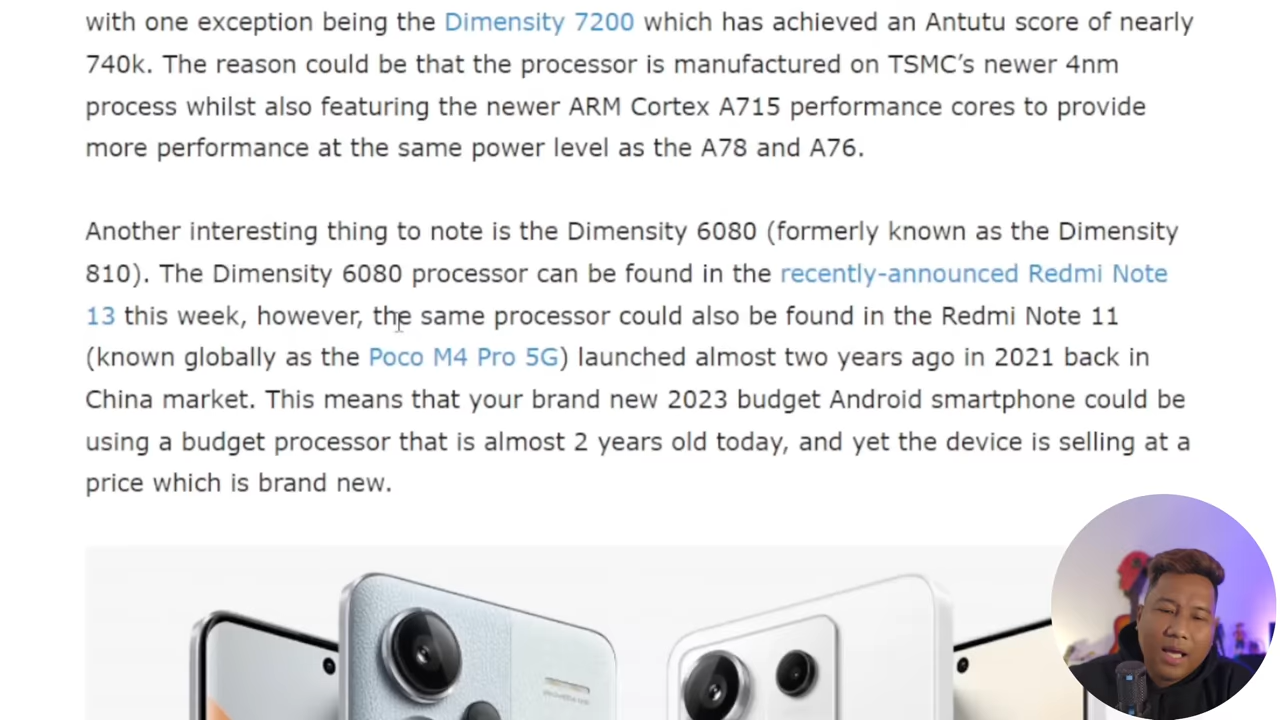 with one exception being the Dimensity 7200 which has achieved an Antutu score of nearly
740k. The reason could be that the processor is manufactured on TSMC’s newer 4nm
process whilst also featuring the newer ARM Cortex A715 performance cores to provide
more performance at the same power level as the A78 and A76.
Another interesting thing to note is the Dimensity 6080 (formerly known as the Dimensity
810). The Dimensity 6080 processor can be found in the recently-announced Redmi Note
13 this week, however, the same processor could also be found in the Redmi Note 11
(known globally as the Poco M4 Pro 5G) launched almost two years ago in 2021 back in
China market. This means that your brand new 2023 budget Android smartphone could be
using a budget processor that is almost 2 years old today, and yet the device is selling at a
price which is brand new.